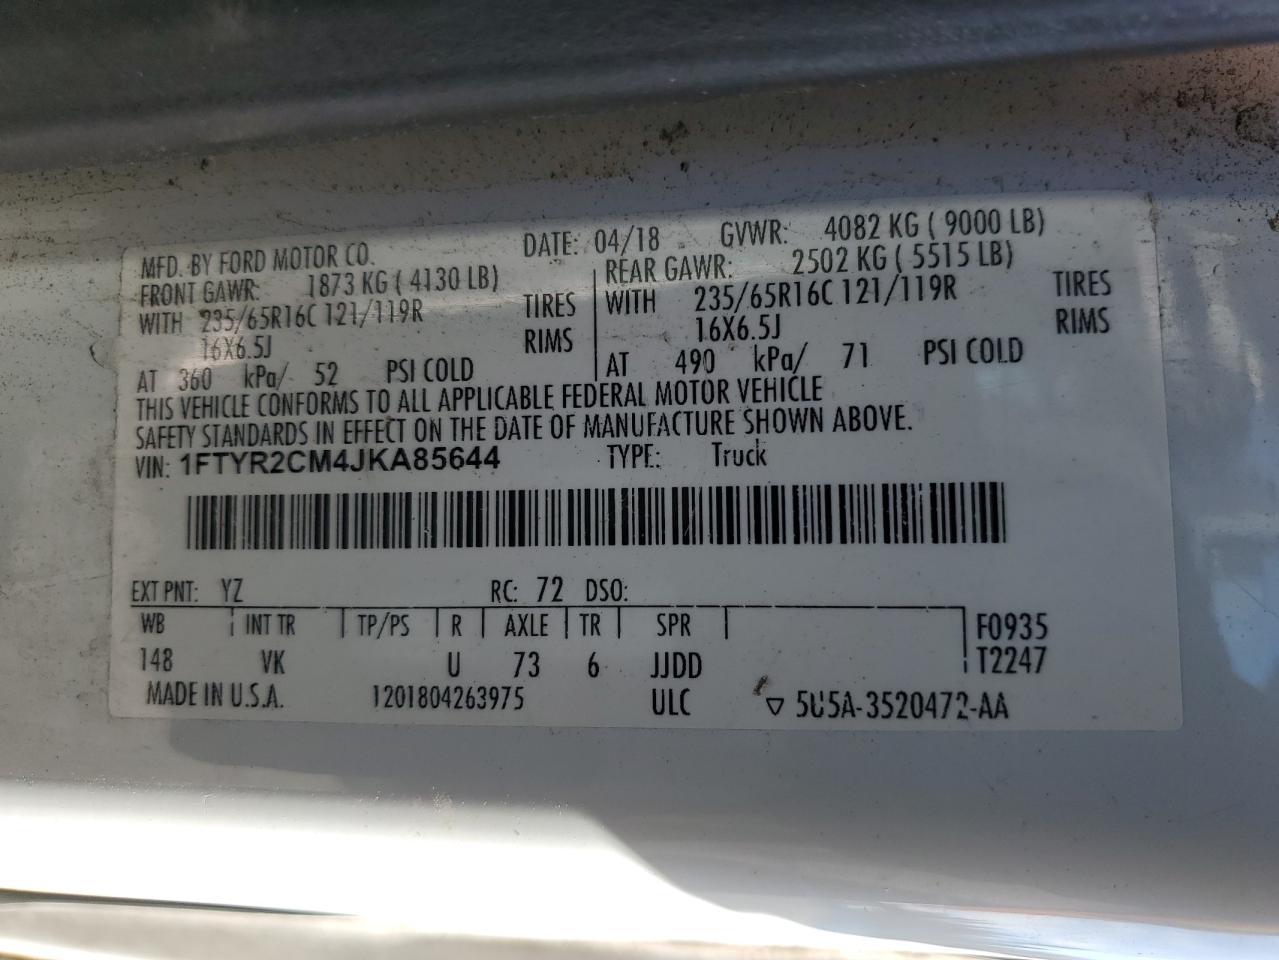 MFD. BY FORD MOTOR CO. DATE: 04/18 GVWR: 4082 KG ( 9000 LB)
FRONT GAWR: 1873 KG ( 4130 LB) REAR GAWR: 2502 KG ( 5515 LB)
WITH 235/65R16C 121/119R TIRES WITH 235/65R16C 121/119R TIRES
16X6.5J RIMS 16X6.5J RIMS
AT 360 kPa/ 52 PSI COLD AT 490 kPa/ 71 PSI COLD
THIS VEHICLE CONFORMS TO ALL APPLICABLE FEDERAL MOTOR VEHICLE
SAFETY STANDARDS IN EFFECT ON THE DATE OF MANUFACTURE SHOWN ABOVE.
VIN: 1FTYR2CM4JKA85644 TYPE: Truck
EXT PNT: YZ RC: 72 DSO:
WB INT TR TP/PS R AXLE TR SPR F0935
148 VK U 73 6 JJDD T2247
MADE IN U.S.A. 1201804263975 ULC ▽ 5U5A-3520472-AA